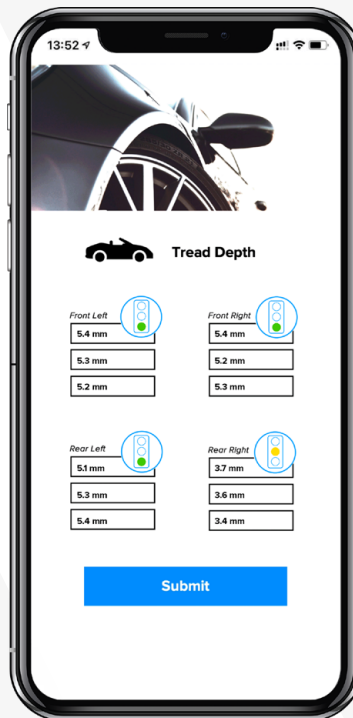 13:52
Tread Depth
Front Left
5.4 mm
5.3 mm
5.2 mm
Front Right
5.4 mm
5.2 mm
5.3 mm
Rear Left
5.1 mm
5.3 mm
5.4 mm
Rear Right
3.7 mm
3.6 mm
3.4 mm
Submit